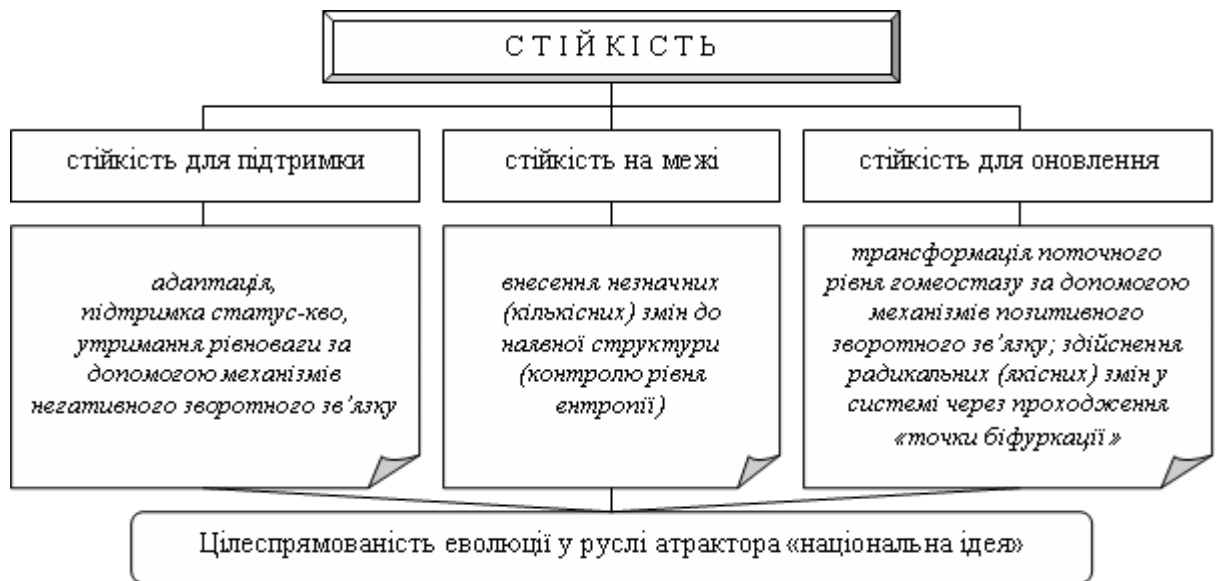 СТІЙКІСТЬ
стійкість для підтримки
стійкість на межі
стійкість для оновлення
адаптація,
підтримка статус-кво,
утримання рівноваги за
допомогою механізмів
негативного зворотного зв’язку
внесення незначних
(кількісних) змін до
наявної структури
(контролю рівня
ентропії)
трансформація поточного
рівня гомеостазу за допомогою
механізмів позитивного
зворотного зв’язку; здійснення
радикальних (якісних) змін у
системі через проходження
«точки біфуркації»
Цілеспрямованість еволюції у руслі атрактора «національна ідея»